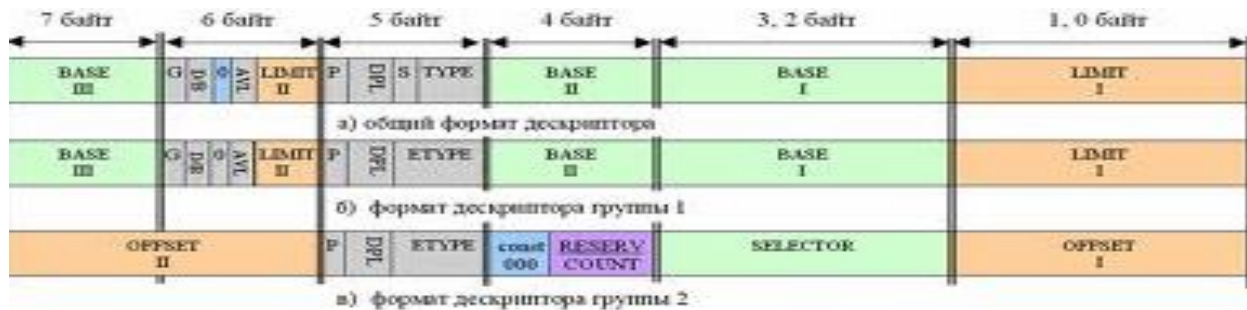 7 байт 6 байт 5 байт 4 байт 3, 2 байт 1, 0 байт
BASE III G D/B 0 AVL LIMIT II P DPL S TYPE BASE II BASE I LIMIT I
а) общий формат дескриптора
BASE III G D/B 0 AVL LIMIT II P DPL ETYPE BASE II BASE I LIMIT I
б) формат дескриптора группы 1
OFFSET II P DPL ETYPE const 000 RESERV COUNT SELECTOR OFFSET I
в) формат дескриптора группы 2